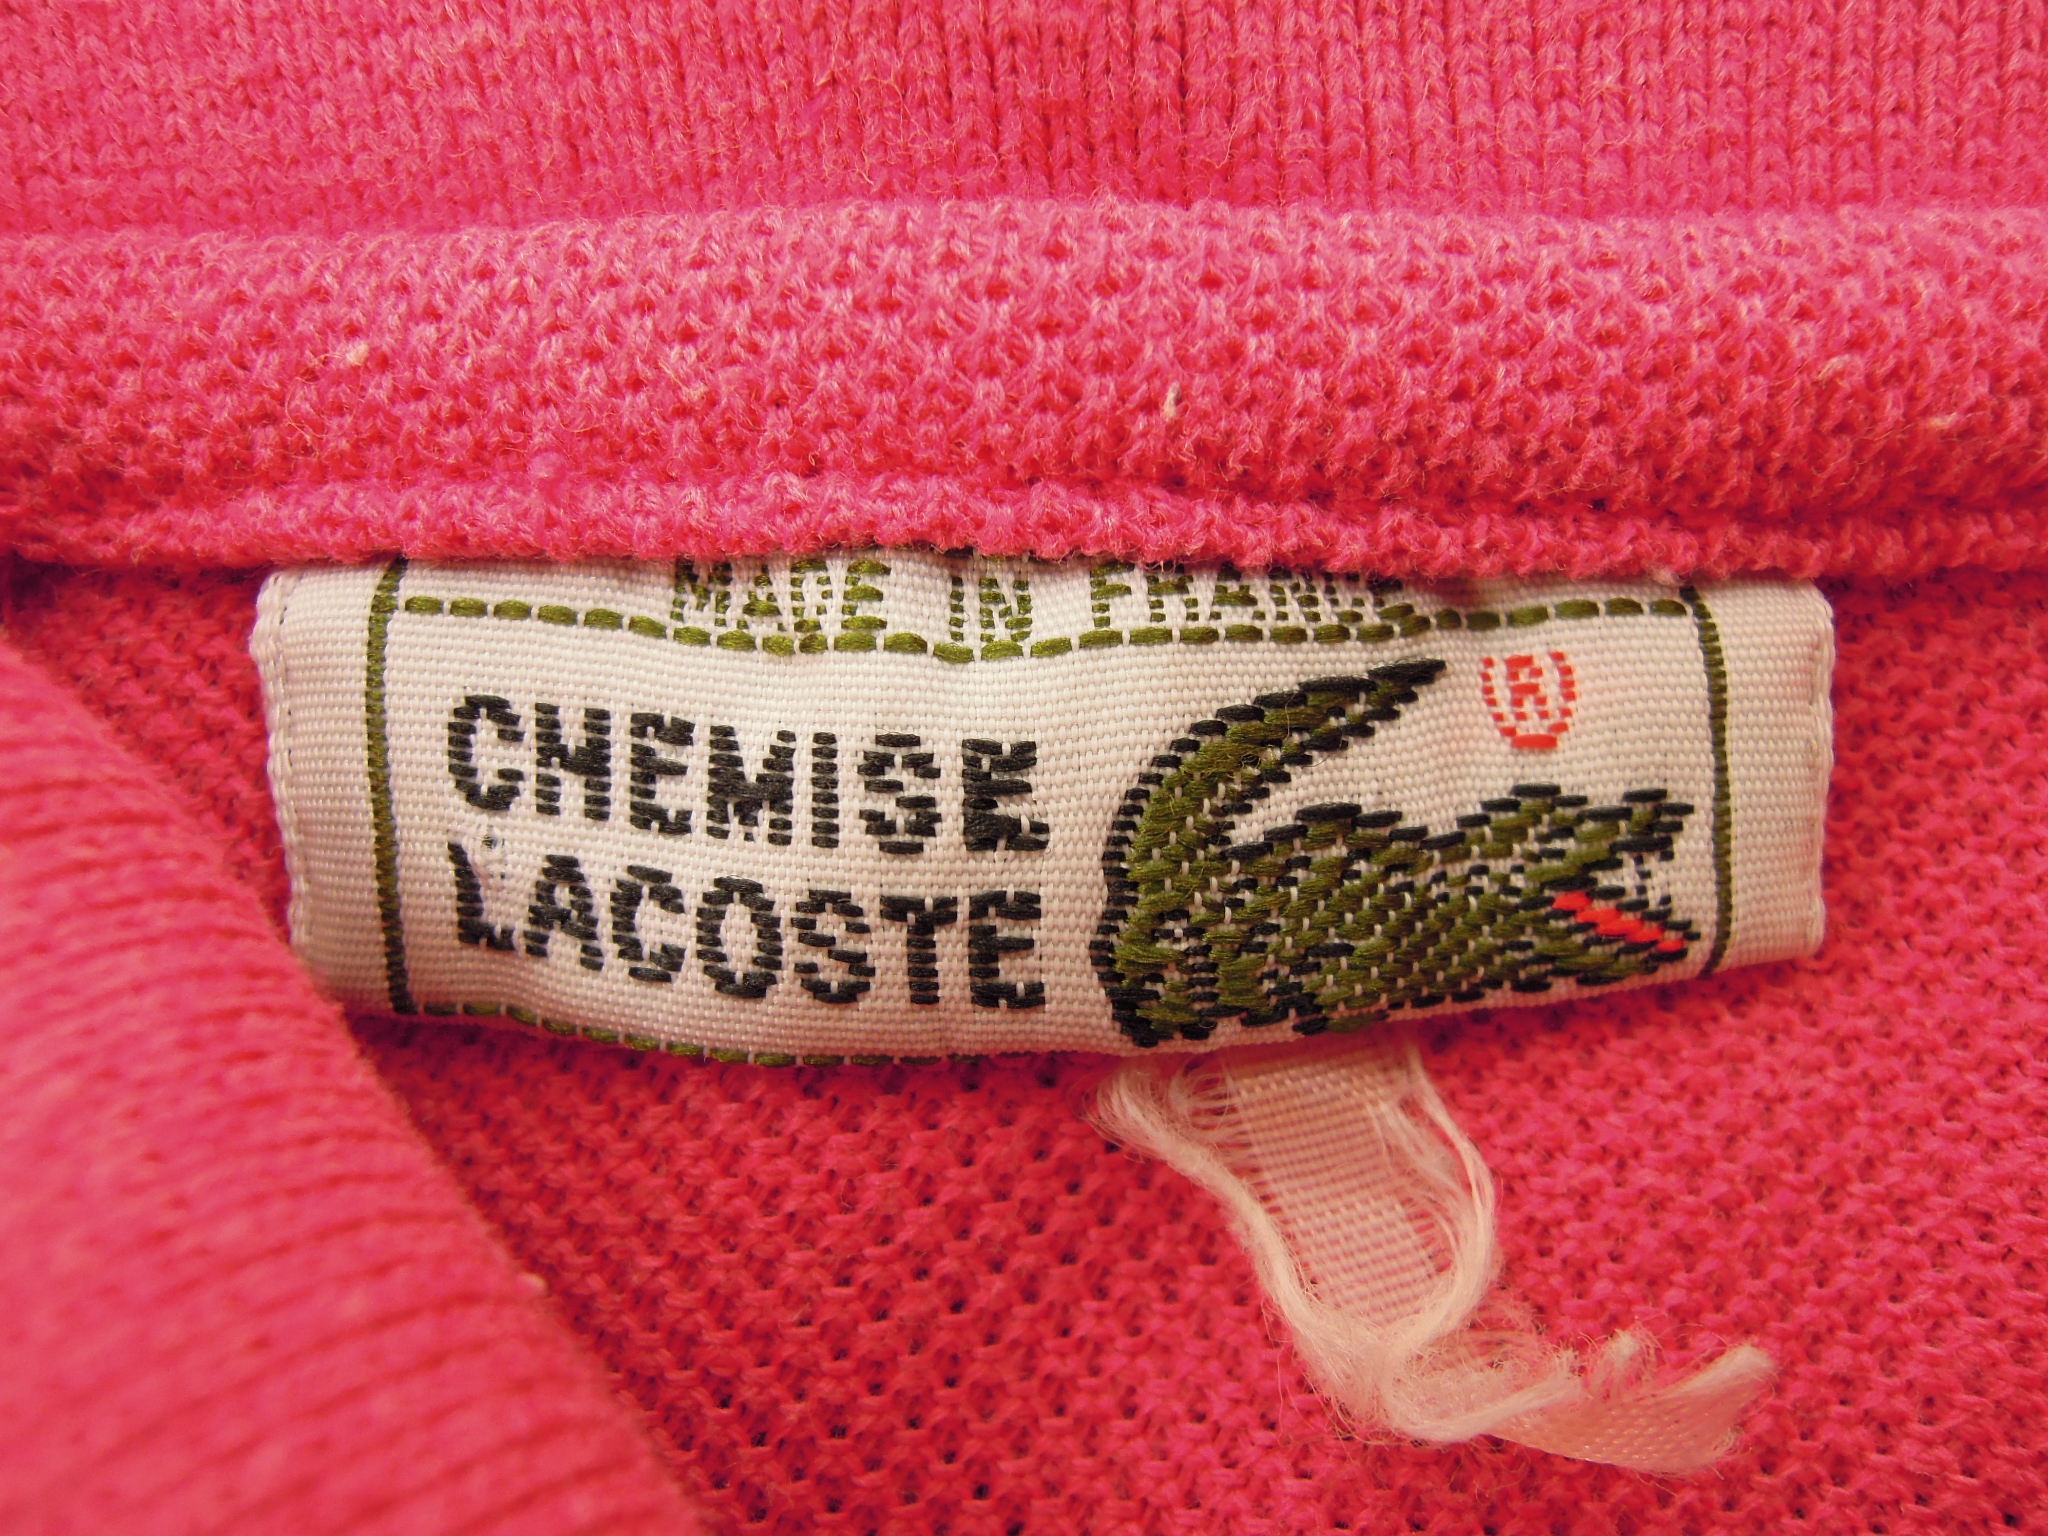 MADE IN FRANCE
CHEMISE
LACOSTE
®